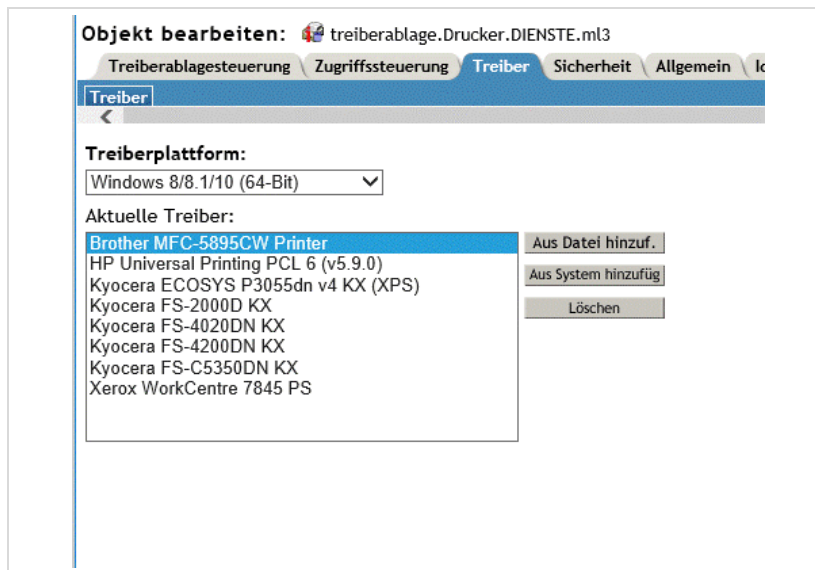 Objekt bearbeiten: treiberablage.Drucker.DIENSTE.ml3
Treiberablagesteuerung Zugriffssteuerung Treiber Sicherheit Allgemein
Treiber
Treiberplattform:
Windows 8/8.1/10 (64-Bit)
Aktuelle Treiber:
Brother MFC-5895CW Printer
HP Universal Printing PCL 6 (v5.9.0)
Kyocera ECOSYS P3055dn v4 KX (XPS)
Kyocera FS-2000D KX
Kyocera FS-4020DN KX
Kyocera FS-4200DN KX
Kyocera FS-C5350DN KX
Xerox WorkCentre 7845 PS
Aus Datei hinzuf.
Aus System hinzufüg
Löschen